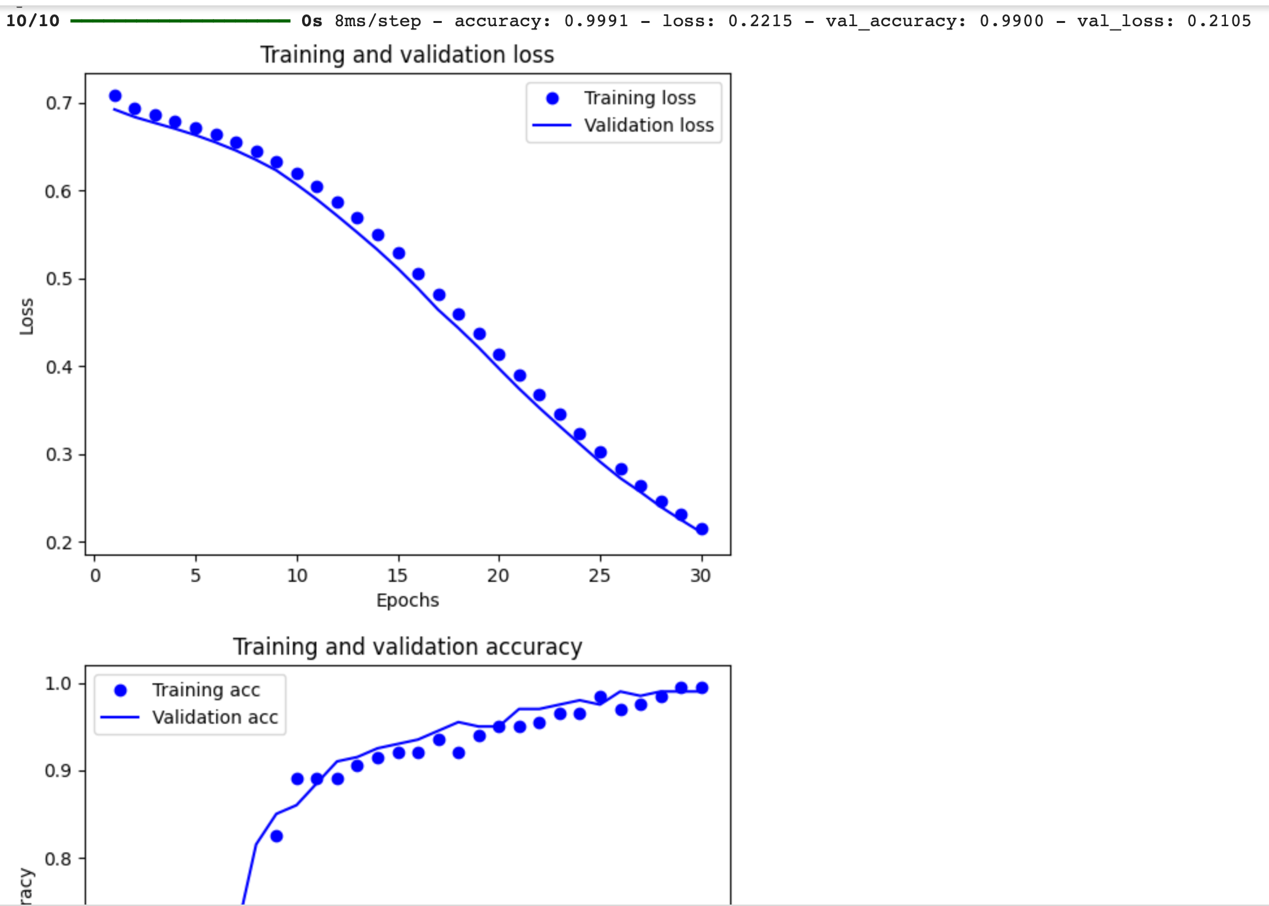 10/10 0s 8ms/step - accuracy: 0.9991 - loss: 0.2215 - val_accuracy: 0.9900 - val_loss: 0.2105
Training and validation loss
Training loss
Validation loss
0.7
0.6
0.5
0.4
0.3
0.2
Loss
0 5 10 15 20 25 30
Epochs
Training and validation accuracy
Training acc
Validation acc
1.0
0.9
0.8
racy